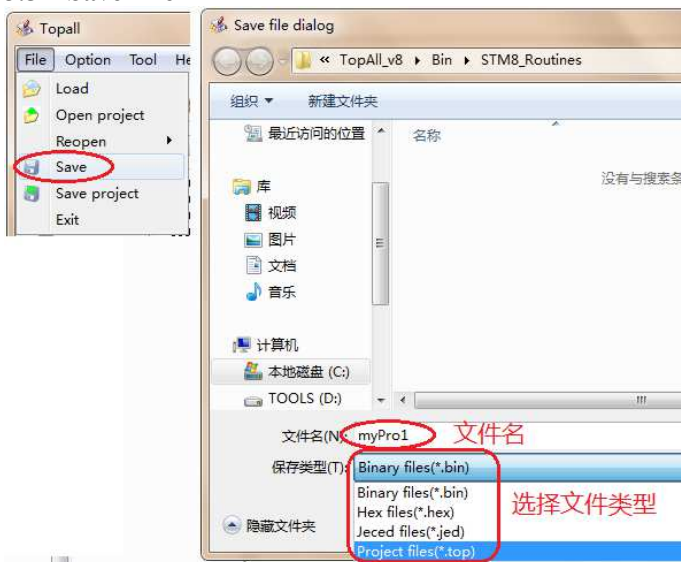 Topall
File Option Tool He
Load
Open project
Reopen
Save
Save project
Exit
Save file dialog
« TopAll_v8 Bin STM8_Routines
组织 新建文件夹
最近访问的位置
名称
没有与搜索条
库
视频
图片
文档
音乐
计算机
本地磁盘 (C:)
TOOLS (D:)
文件名(N): myPro1 文件名
保存类型(T): Binary files(*.bin)
Binary files(*.bin)
Hex files(*.hex)
Jeced files(*.jed)
Project files(*.top)
选择文件类型
隐藏文件夹